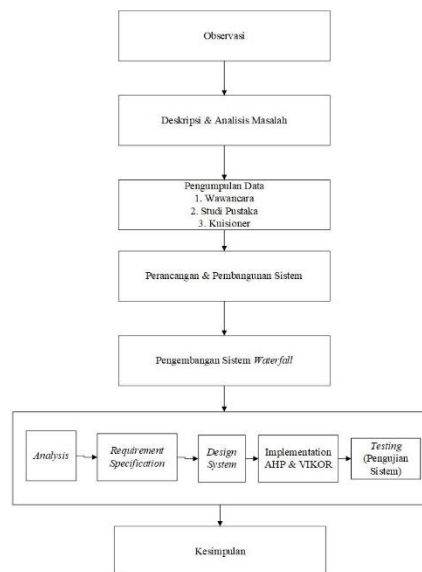 Observasi
Deskripsi & Analisis Masalah
Pengumpulan Data
1. Wawancara
2. Studi Pustaka
3. Kuisioner
Perancangan & Pembangunan Sistem
Pengembangan Sistem Waterfall
Analysis
Requirement
Specification
Design
System
Implementation
AHP & VIKOR
Testing
(Pengujian
Sistem)
Kesimpulan